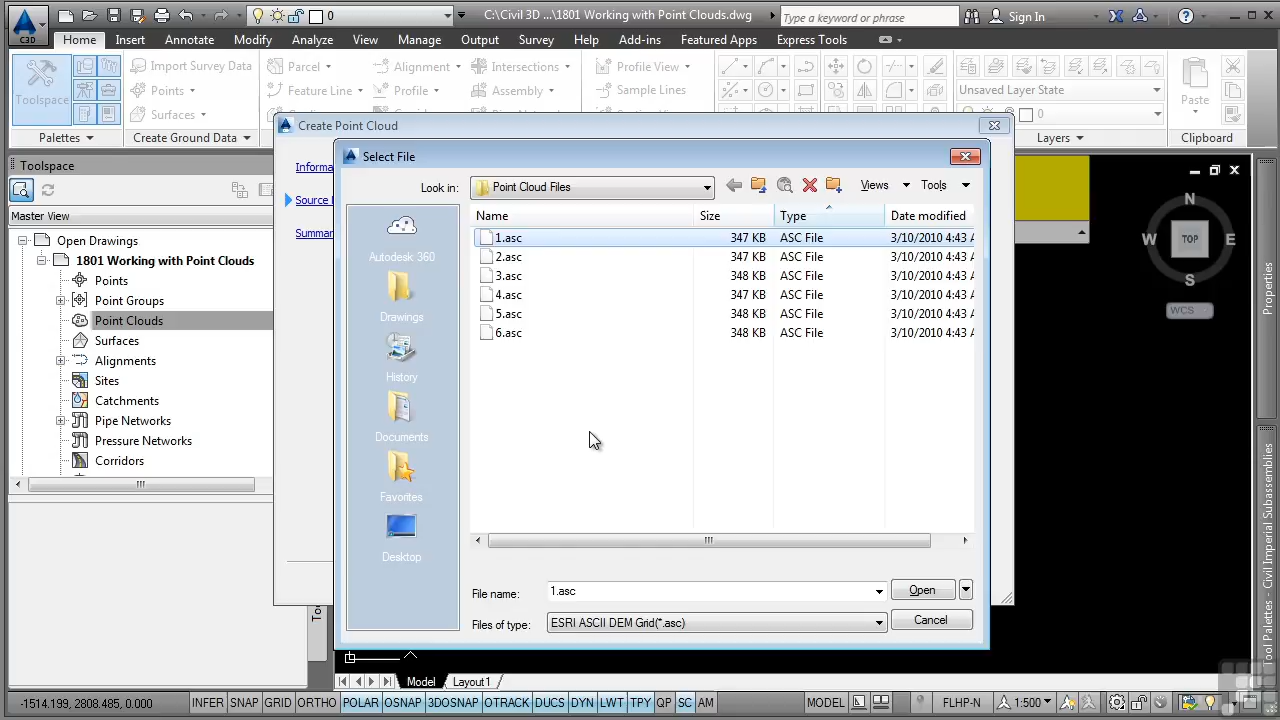 C:\Civil 3D ...\1801 Working with Point Clouds.dwg
Type a keyword or phrase
Sign In
0
C3D
Home Insert Annotate Modify Analyze View Manage Output Survey Help Add-ins Featured Apps Express Tools
Toolspace
Import Survey Data
Points
Surfaces
Parcel
Feature Line
Alignment
Profile
Intersections
Assembly
Profile View
Sample Lines
Unsaved Layer State
0
Paste
Palettes
Create Ground Data
Layers
Clipboard
Create Point Cloud
Informa
Source
Summar
Select File
Look in:
Point Cloud Files
Views
Tools
Name Size Type Date modified
1.asc 347 KB ASC File 3/10/2010 4:43 A
2.asc 347 KB ASC File 3/10/2010 4:43 A
3.asc 348 KB ASC File 3/10/2010 4:43 A
4.asc 347 KB ASC File 3/10/2010 4:43 A
5.asc 348 KB ASC File 3/10/2010 4:43 A
6.asc 348 KB ASC File 3/10/2010 4:43 A
Autodesk 360
Drawings
History
Documents
Favorites
Desktop
File name:
1.asc
Open
Files of type:
ESRI ASCII DEM Grid(*.asc)
Cancel
Toolspace
Master View
Open Drawings
1801 Working with Point Clouds
Points
Point Groups
Point Clouds
Surfaces
Alignments
Sites
Catchments
Pipe Networks
Pressure Networks
Corridors
To
N
W
TOP
E
S
WCS
Properties
Tool Palettes - Civil Imperial Subassemblies
Model
Layout1
-1514.199, 2808.485, 0.000
INFER SNAP GRID ORTHO POLAR OSNAP 3DOSNAP OTRACK DUCS DYN LWT TPY QP SC AM
MODEL
FLHP-N
1:500